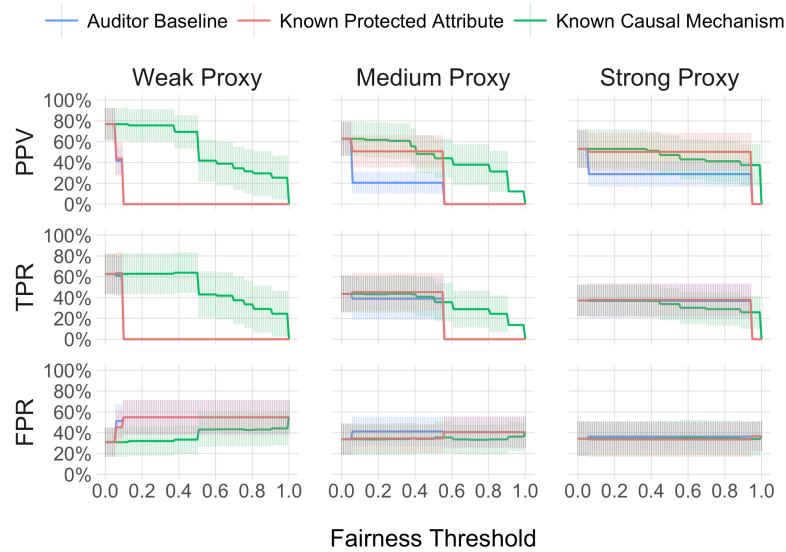 Auditor Baseline Known Protected Attribute Known Causal Mechanism
Weak Proxy Medium Proxy Strong Proxy
PPV
100%
80%
60%
40%
20%
0%
TPR
100%
80%
60%
40%
20%
0%
FPR
100%
80%
60%
40%
20%
0%
0.0 0.2 0.4 0.6 0.8 1.0 0.0 0.2 0.4 0.6 0.8 1.0 0.0 0.2 0.4 0.6 0.8 1.0
Fairness Threshold